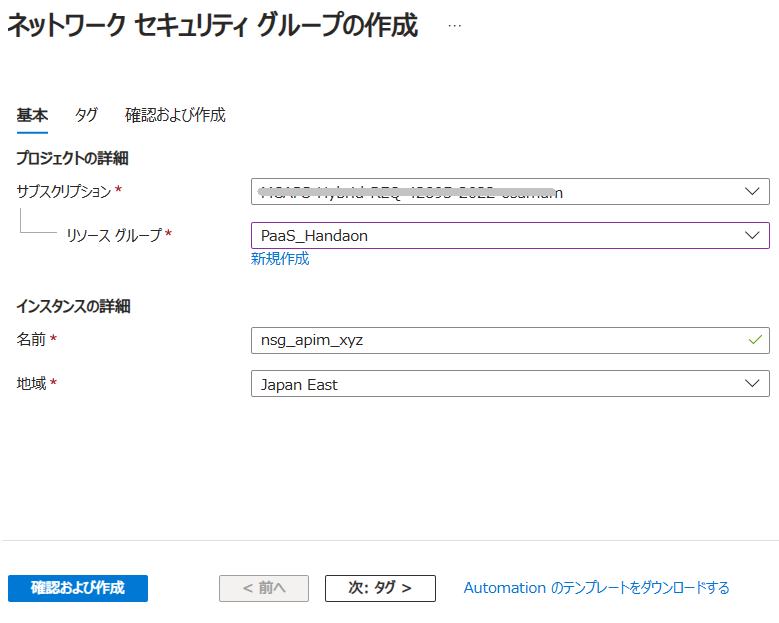 ネットワーク セキュリティ グループの作成 ...
基本 タグ 確認および作成
プロジェクトの詳細
サブスクリプション *
リソース グループ * PaaS_Handaon
新規作成
インスタンスの詳細
名前 * nsg_apim_xyz
地域 * Japan East
確認および作成 < 前へ 次: タグ > Automation のテンプレートをダウンロードする